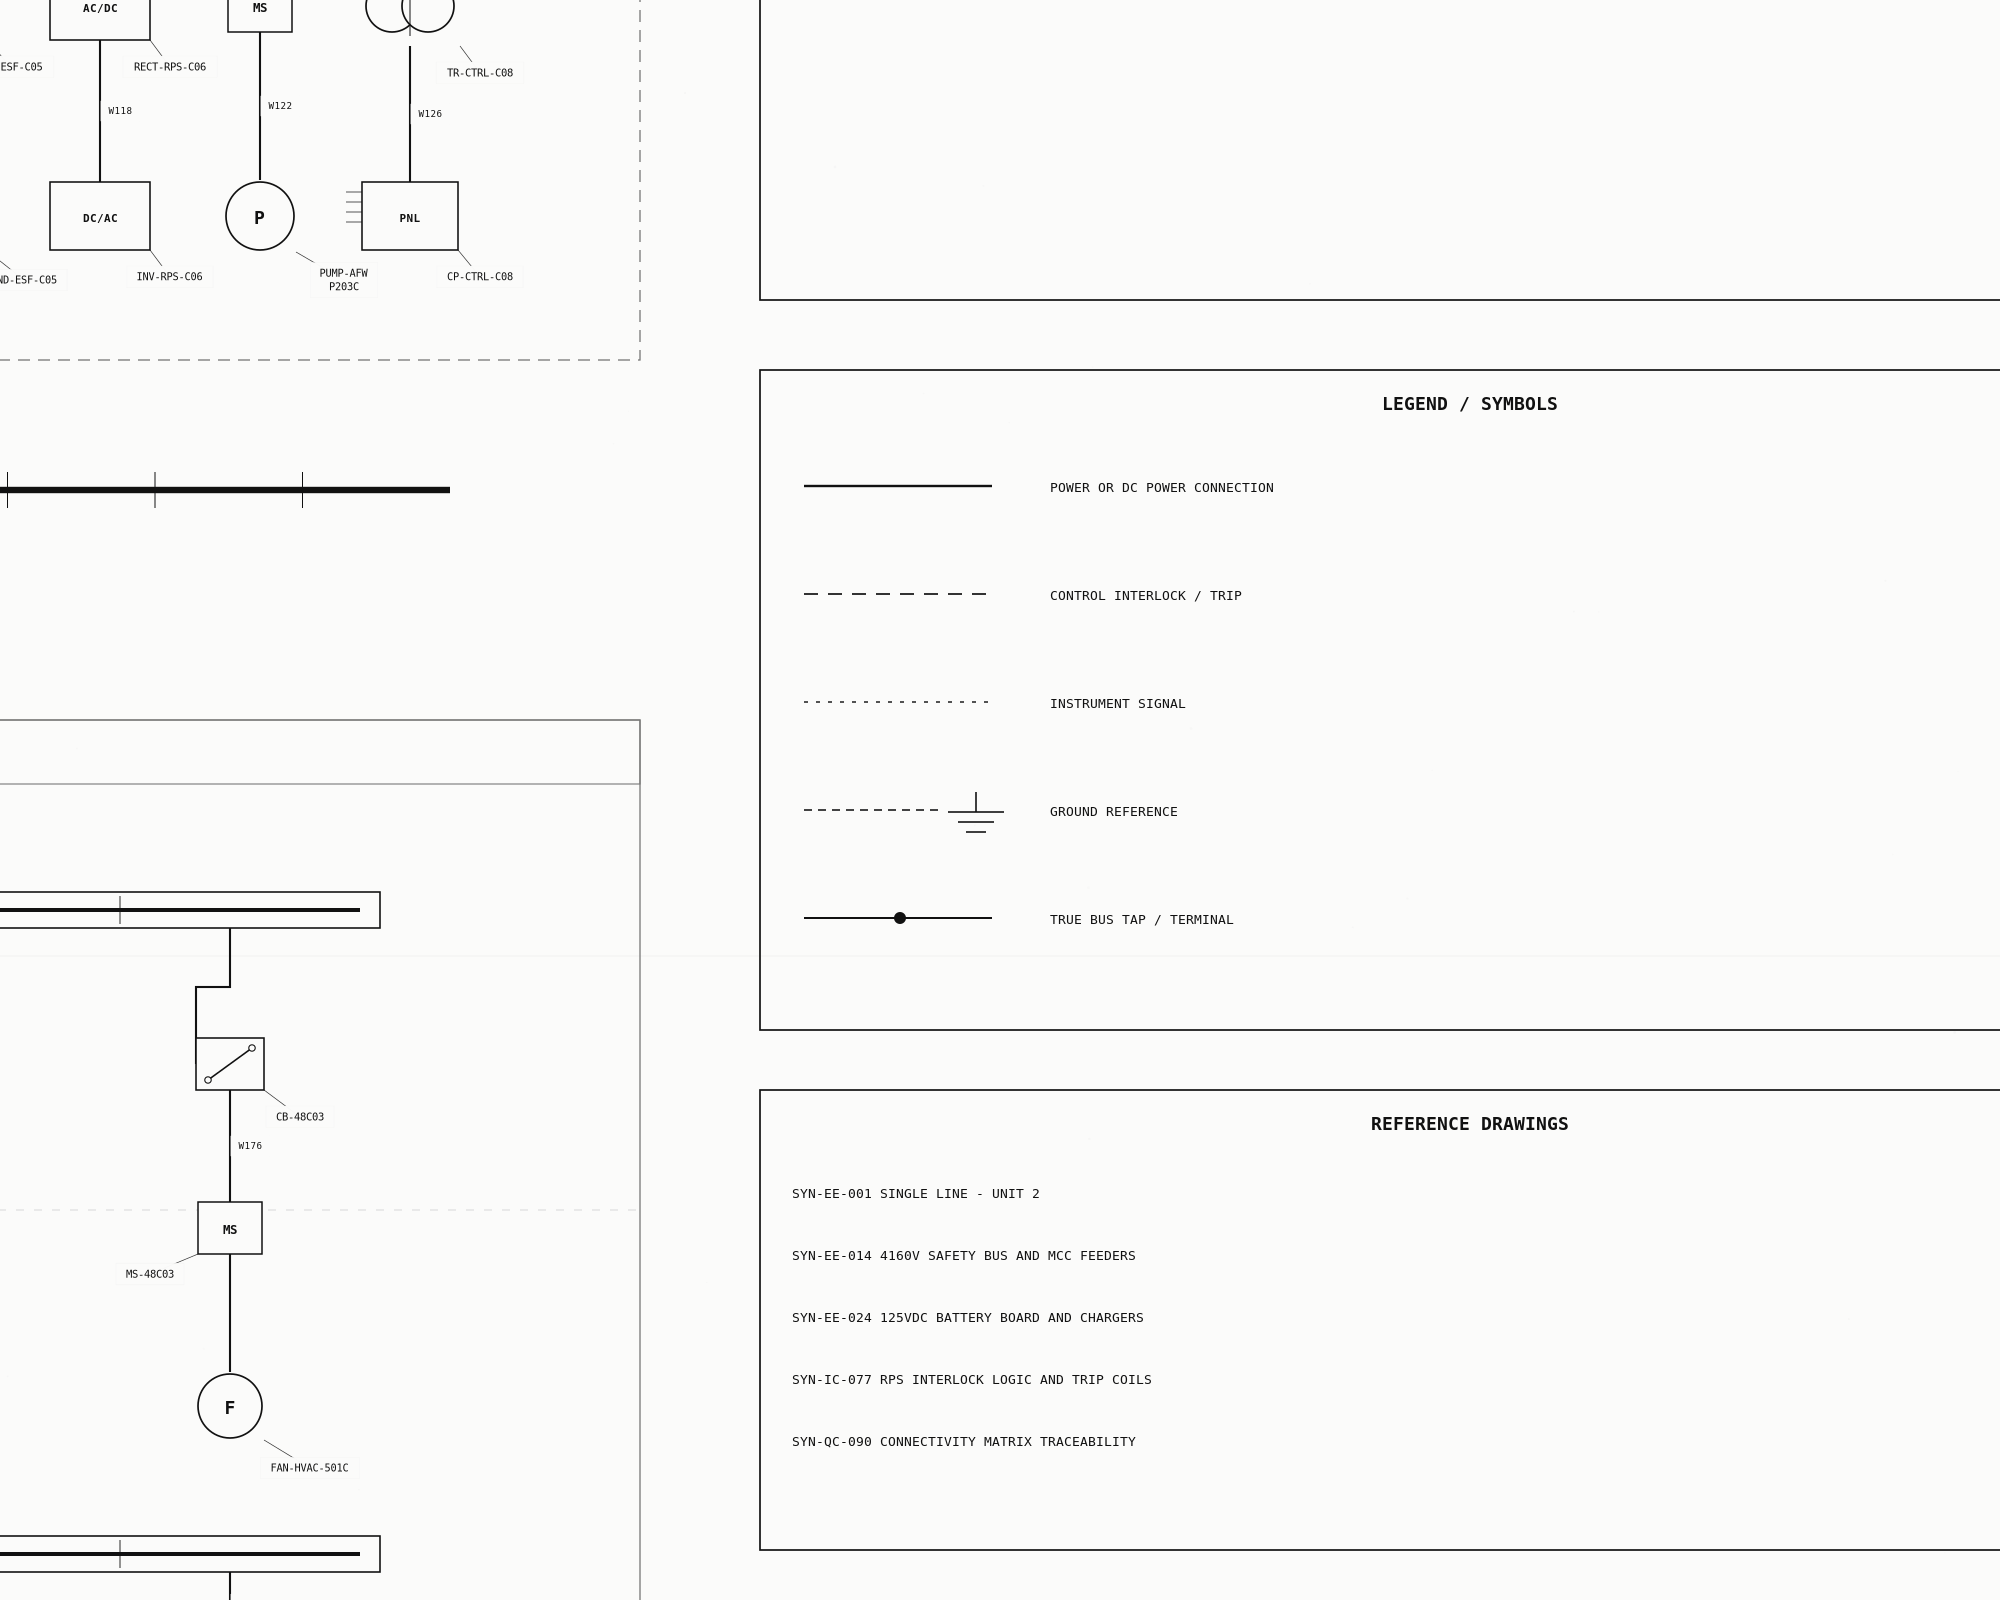 AC/DC
MS
ESF-C05
RECT-RPS-C06
TR-CTRL-C08
W118
W122
W126
DC/AC
P
PNL
ND-ESF-C05
INV-RPS-C06
PUMP-AFW
P203C
CP-CTRL-C08
LEGEND / SYMBOLS
POWER OR DC POWER CONNECTION
CONTROL INTERLOCK / TRIP
INSTRUMENT SIGNAL
GROUND REFERENCE
TRUE BUS TAP / TERMINAL
CB-48C03
W176
MS
MS-48C03
F
FAN-HVAC-501C
REFERENCE DRAWINGS
SYN-EE-001 SINGLE LINE - UNIT 2
SYN-EE-014 4160V SAFETY BUS AND MCC FEEDERS
SYN-EE-024 125VDC BATTERY BOARD AND CHARGERS
SYN-IC-077 RPS INTERLOCK LOGIC AND TRIP COILS
SYN-QC-090 CONNECTIVITY MATRIX TRACEABILITY